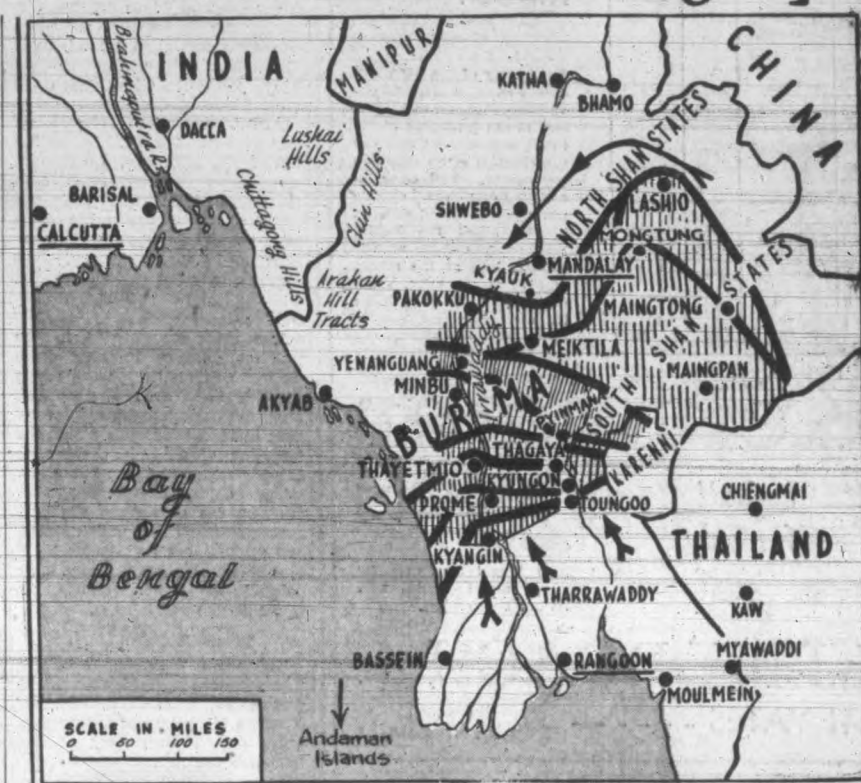 INDIA
MANIPUR
CHINA
Brahmaputra R.
DACCA
Lushai
Hills
KATHA
BHAMO
BARISAL
CALCUTTA
Chittagong Hills
Chin Hills
SHWEBO
NORTH SHAN STATES
LASHIO
MONGTUNG
MANDALAY
KYAUK
Arakan
Hill
Tracts
PAKOKKU
MAINGTONG
SOUTH SHAN STATES
MEIKTILA
YENANGUANG
MINBU
Irrawaddy
MAINGPAN
AKYAB
BURMA
PYINMANA
KARENNI
THAGAYA
THAYETMIO
KYUNGON
PROME
TOUNGOO
CHIENGMAI
Bay
of
Bengal
KYANGIN
THAILAND
THARRAWADDY
KAW
BASSEIN
RANGOON
MYAWADDI
MOULMEIN
SCALE IN MILES
0 50 100 150
Andaman
Islands